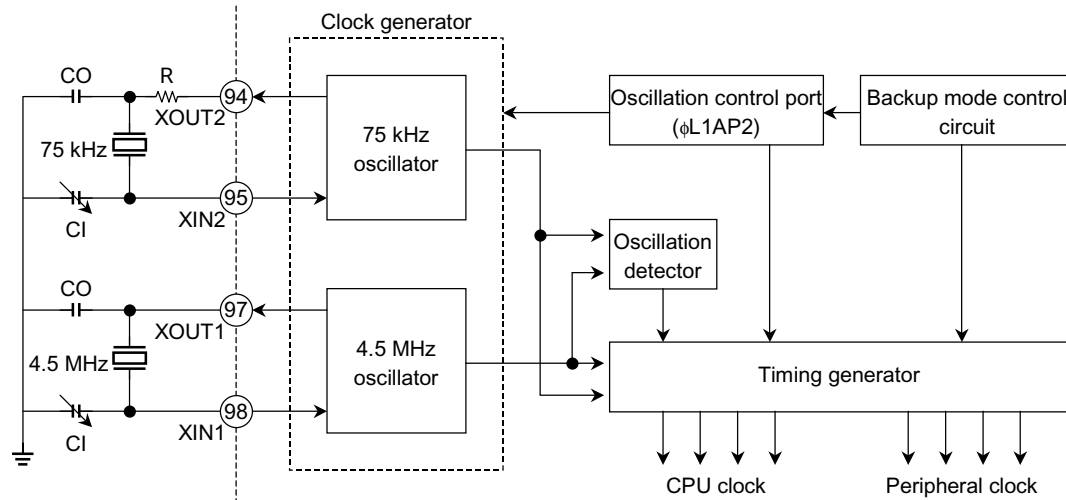 Clock generator
CO
R
94
XOUT2
75 kHz
75 kHz
oscillator
Oscillation control port
(ϕL1AP2)
Backup mode control
circuit
95
XIN2
CI
Oscillation
detector
CO
97
XOUT1
4.5 MHz
4.5 MHz
oscillator
Timing generator
98
XIN1
CI
CPU clock
Peripheral clock